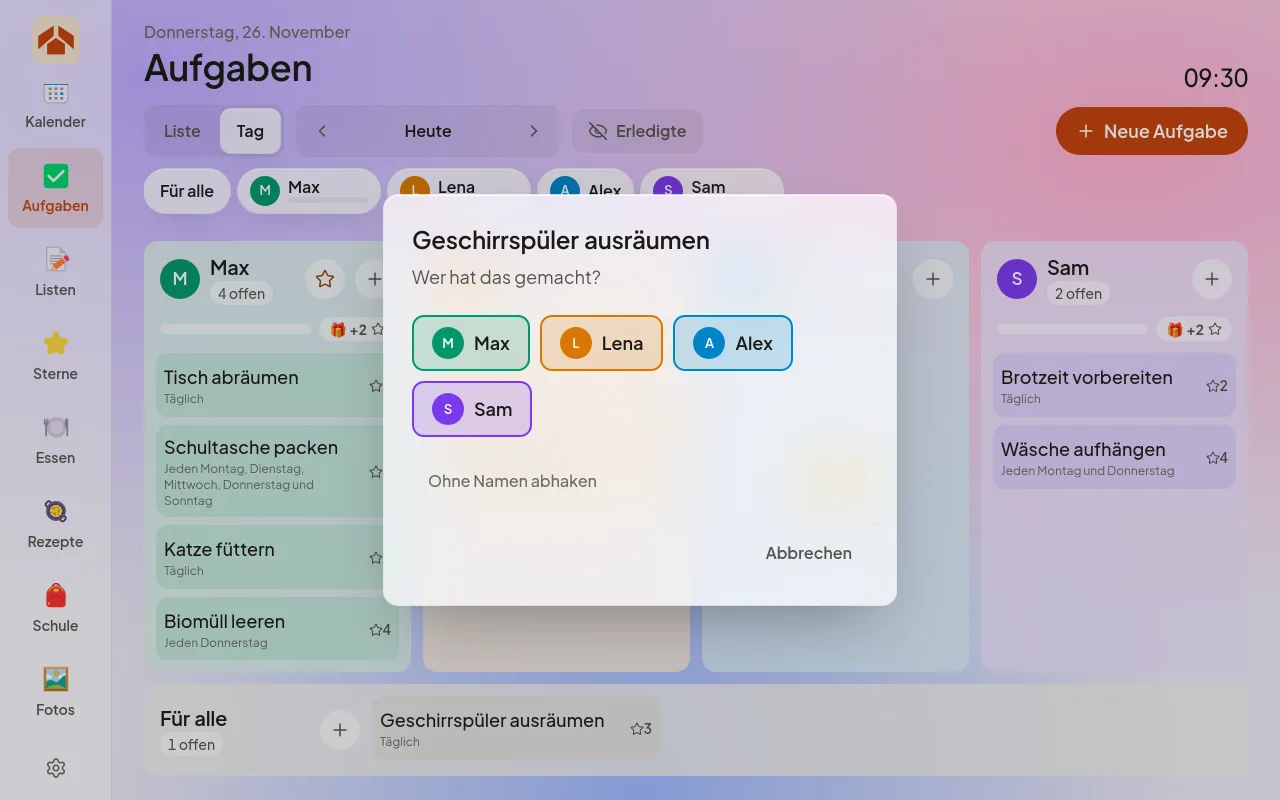 Donnerstag, 26. November
Aufgaben
09:30
Kalender
Aufgaben
Listen
Sterne
Essen
Rezepte
Schule
Fotos
Liste
Tag
Heute
Erledigte
Neue Aufgabe
Für alle
M
Max
L
Lena
A
Alex
S
Sam
M
Max
4 offen
+2
Tisch abräumen
Täglich
Schultasche packen
Jeden Montag, Dienstag,
Mittwoch, Donnerstag und
Sonntag
Katze füttern
Täglich
Biomüll leeren
4
Jeden Donnerstag
Geschirrspüler ausräumen
Wer hat das gemacht?
M
Max
L
Lena
A
Alex
S
Sam
Ohne Namen abhaken
Abbrechen
S
Sam
2 offen
+2
Brotzeit vorbereiten
2
Täglich
Wäsche aufhängen
4
Jeden Montag und Donnerstag
Für alle
1 offen
Geschirrspüler ausräumen
3
Täglich